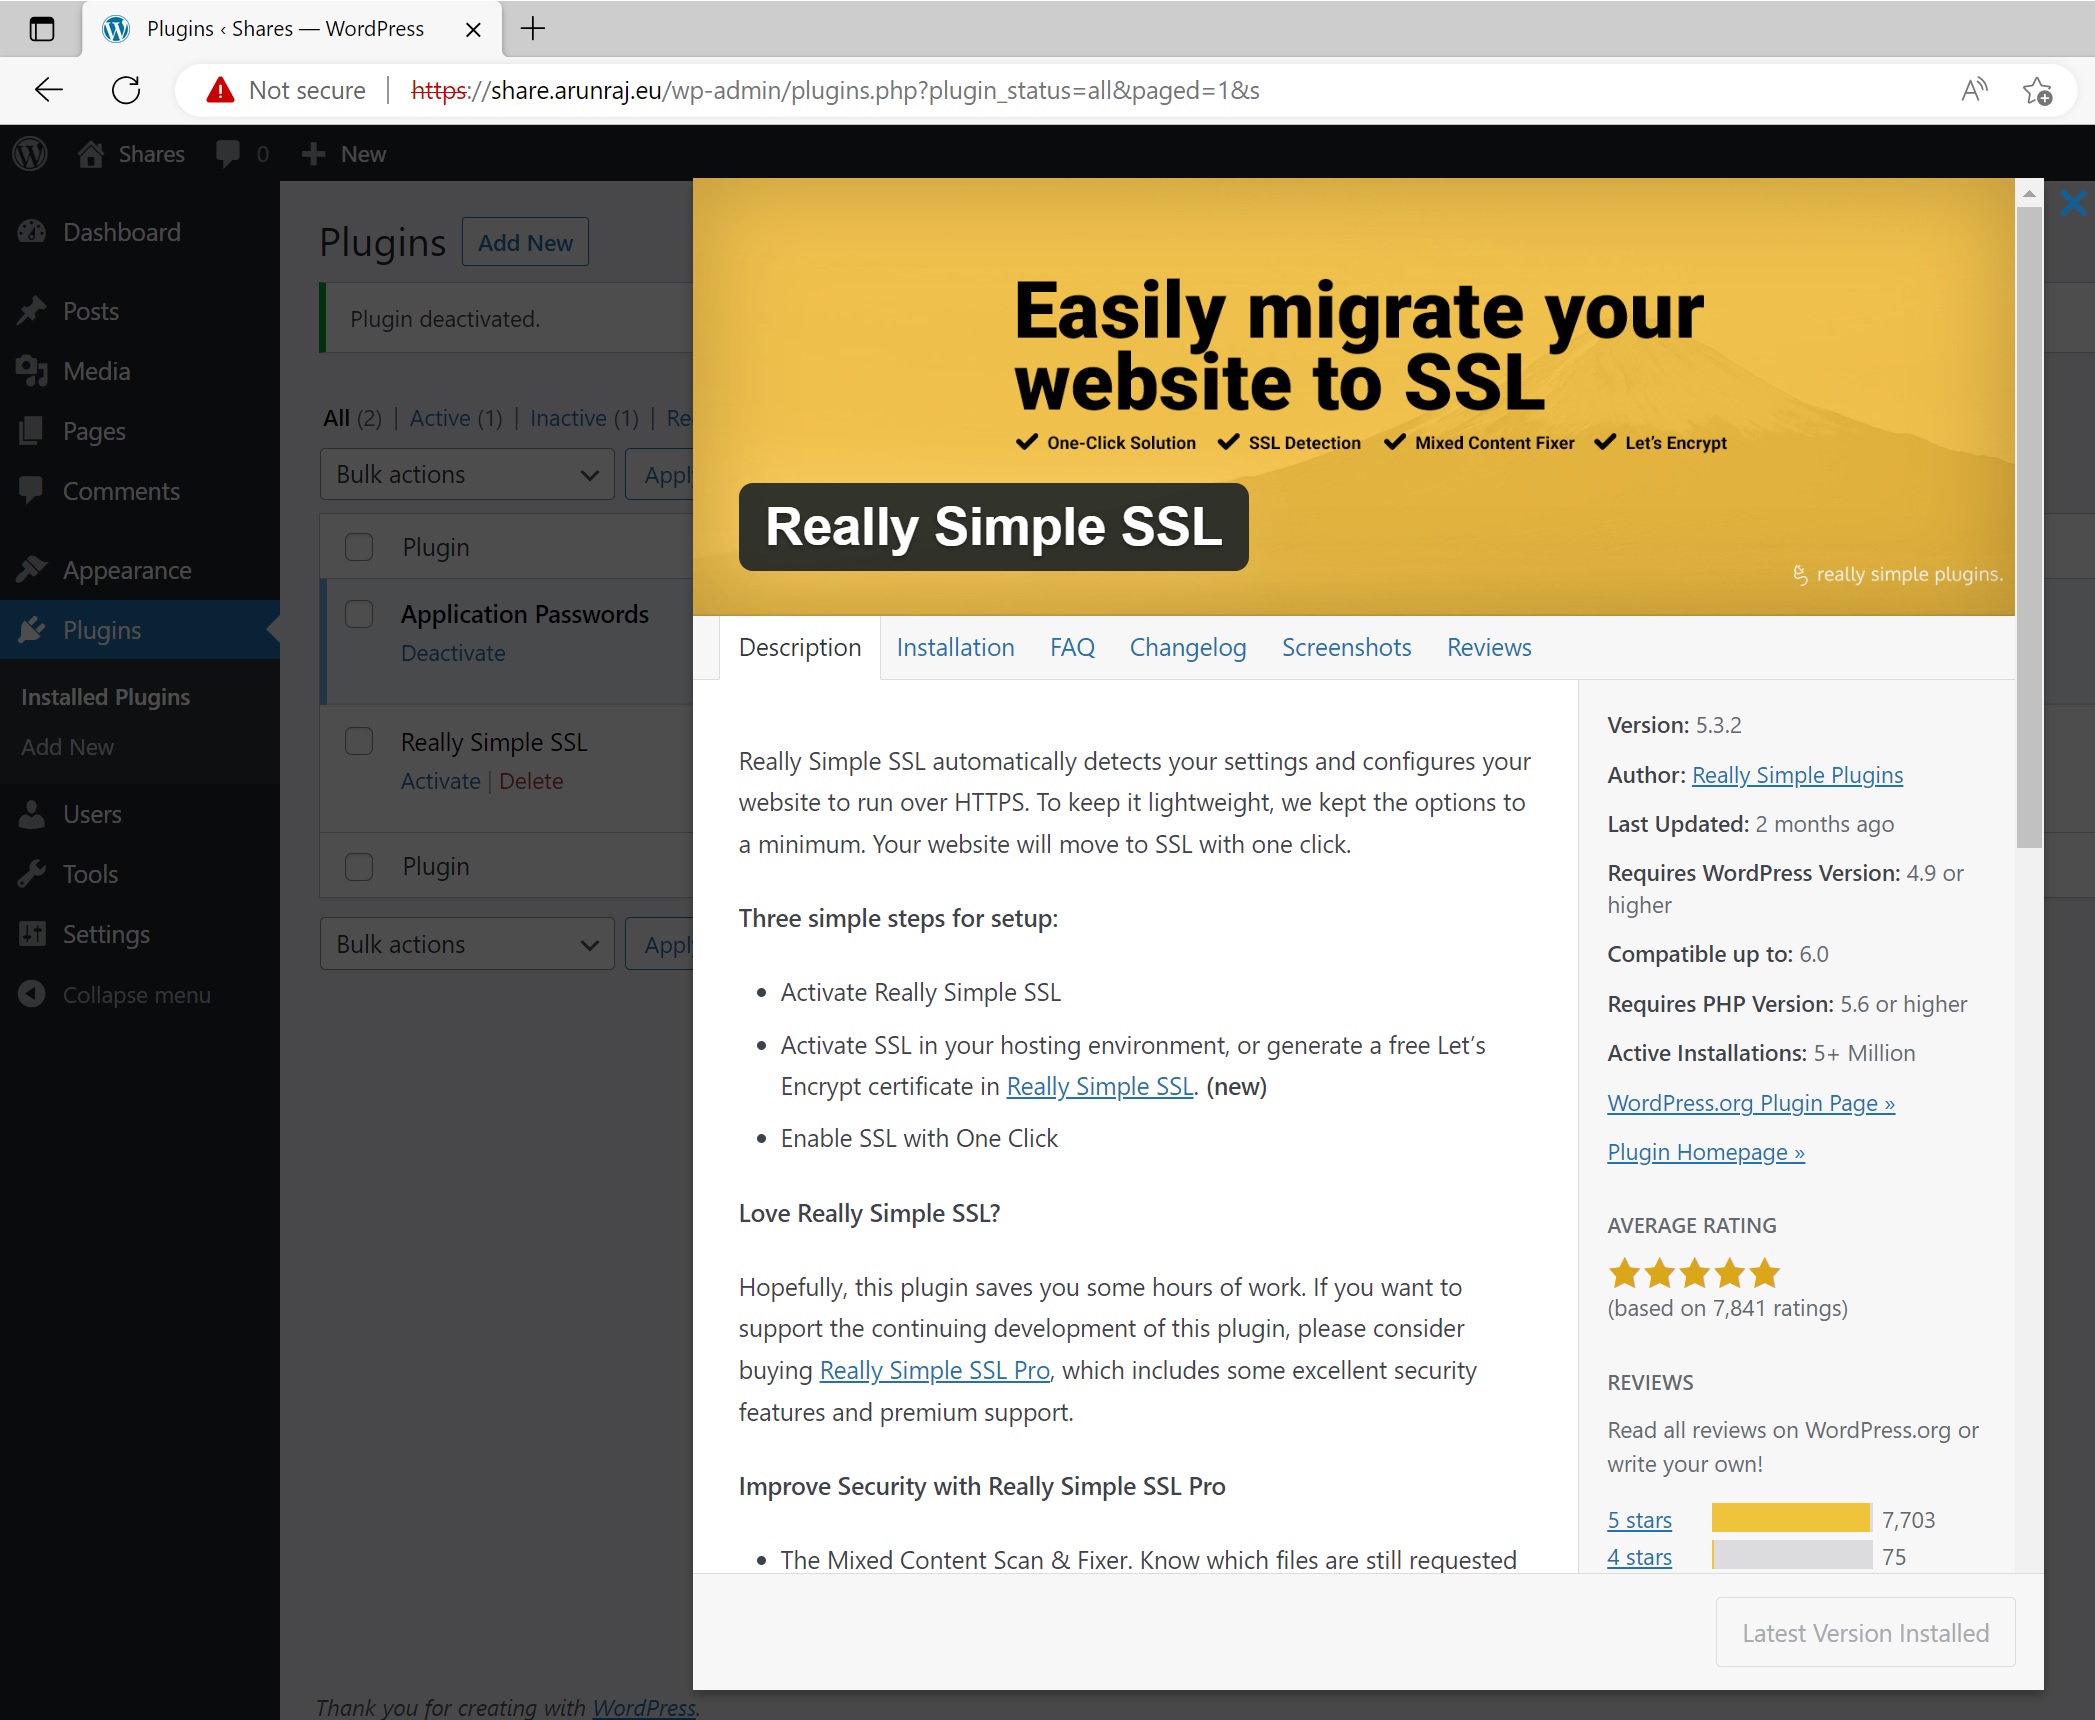 Plugins ‹ Shares — WordPress
Not secure
https://share.arunraj.eu/wp-admin/plugins.php?plugin_status=all&paged=1&s
Shares 0 New
Dashboard
Posts
Media
Pages
Comments
Appearance
Plugins
Installed Plugins
Add New
Users
Tools
Settings
Collapse menu
Plugins Add New
Plugin deactivated.
All (2) | Active (1) | Inactive (1) | Re
Bulk actions Appl
Plugin
Application Passwords
Deactivate
Really Simple SSL
Activate | Delete
Plugin
Bulk actions Appl
Thank you for creating with WordPress.
Easily migrate your
website to SSL
One-Click Solution SSL Detection Mixed Content Fixer Let's Encrypt
Really Simple SSL
really simple plugins.
Description Installation FAQ Changelog Screenshots Reviews
Really Simple SSL automatically detects your settings and configures your
website to run over HTTPS. To keep it lightweight, we kept the options to
a minimum. Your website will move to SSL with one click.
Three simple steps for setup:
• Activate Really Simple SSL
• Activate SSL in your hosting environment, or generate a free Let's
Encrypt certificate in Really Simple SSL. (new)
• Enable SSL with One Click
Love Really Simple SSL?
Hopefully, this plugin saves you some hours of work. If you want to
support the continuing development of this plugin, please consider
buying Really Simple SSL Pro, which includes some excellent security
features and premium support.
Improve Security with Really Simple SSL Pro
• The Mixed Content Scan & Fixer. Know which files are still requested
Version: 5.3.2
Author: Really Simple Plugins
Last Updated: 2 months ago
Requires WordPress Version: 4.9 or
higher
Compatible up to: 6.0
Requires PHP Version: 5.6 or higher
Active Installations: 5+ Million
WordPress.org Plugin Page »
Plugin Homepage »
AVERAGE RATING
(based on 7,841 ratings)
REVIEWS
Read all reviews on WordPress.org or
write your own!
5 stars 7,703
4 stars 75
Latest Version Installed